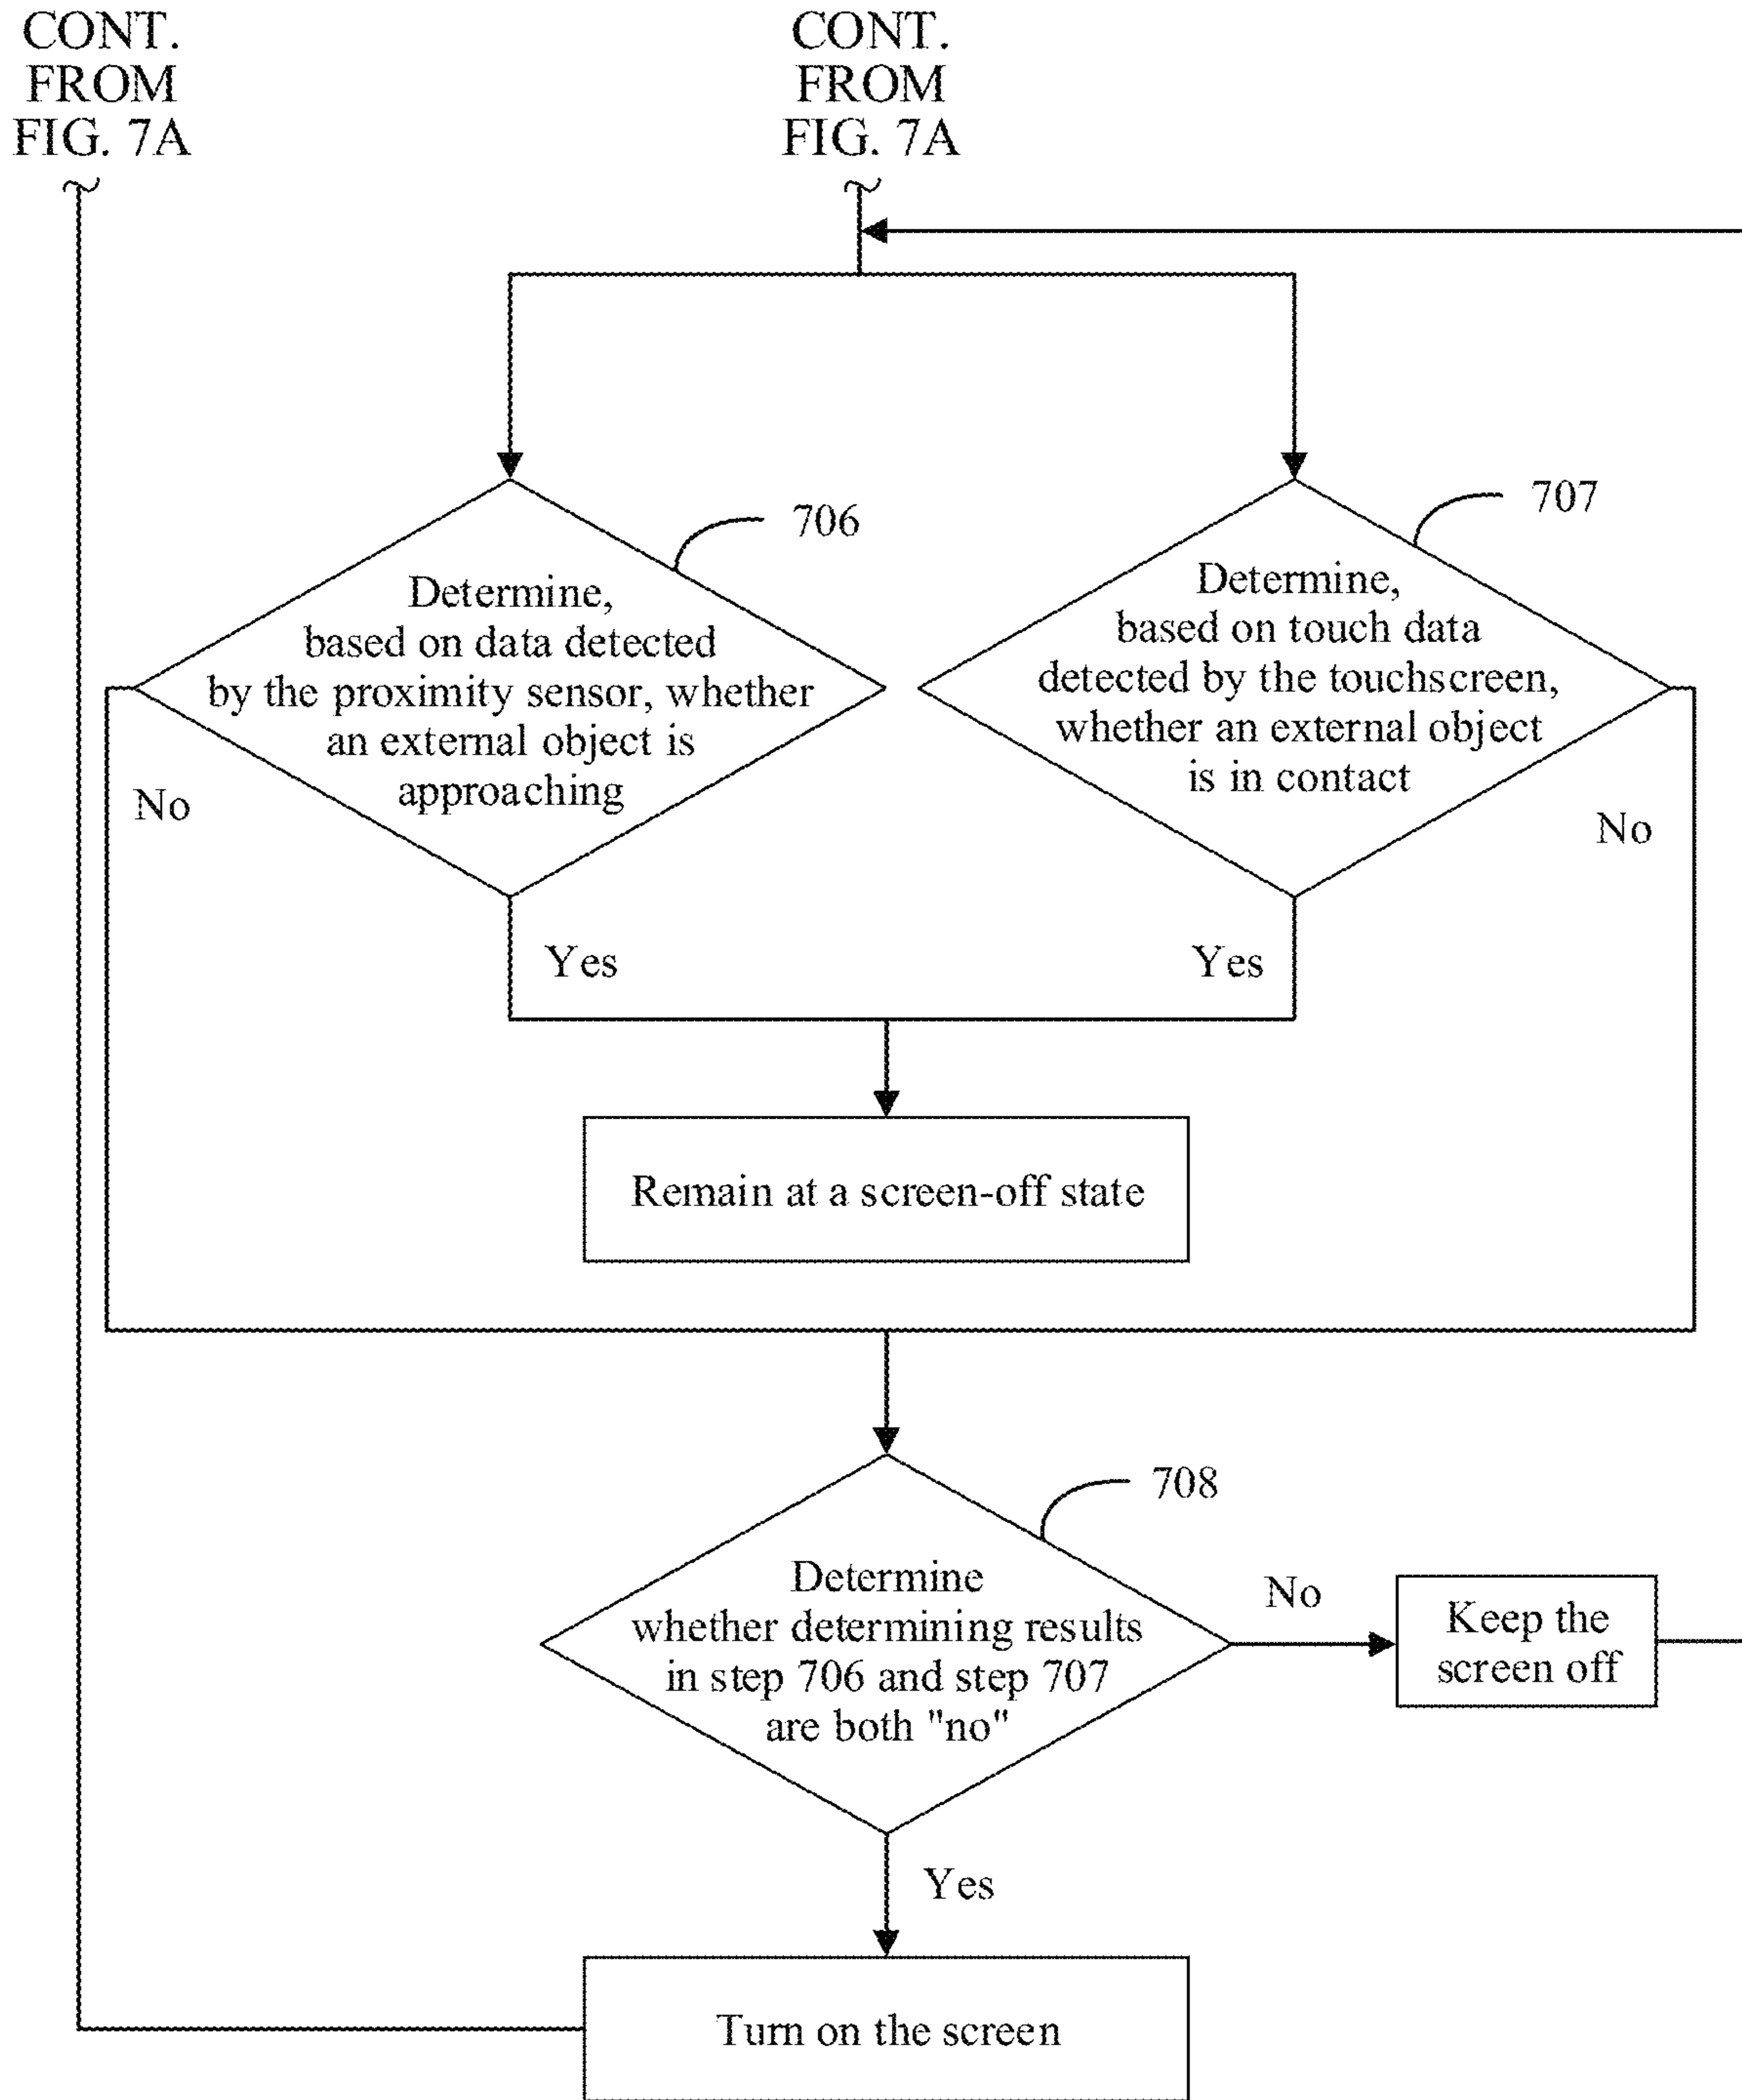 CONT.
FROM
FIG. 7A
CONT.
FROM
FIG. 7A
706
Determine,
based on data detected
by the proximity sensor, whether
an external object is
approaching
707
Determine,
based on touch data
detected by the touchscreen,
whether an external object
is in contact
No
No
Yes
Yes
Remain at a screen-off state
708
Determine
whether determining results
in step 706 and step 707
are both "no"
No
Keep the
screen off
Yes
Turn on the screen